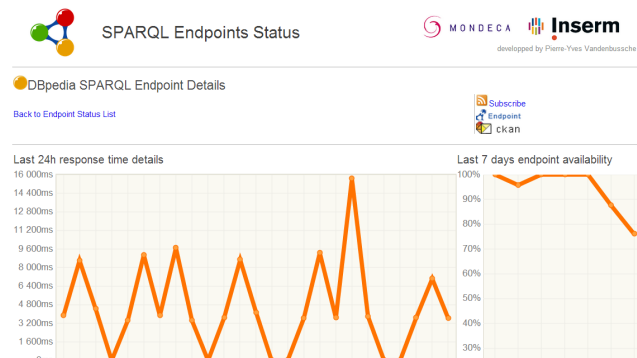 SPARQL Endpoints Status
MONDECA
Inserm
developped by Pierre-Yves Vandenbussche
DBpedia SPARQL Endpoint Details
Back to Endpoint Status List
Subscribe
Endpoint
ckan
Last 24h response time details
16 000ms
14 400ms
12 800ms
11 200ms
9 600ms
8 000ms
6 400ms
4 800ms
3 200ms
1 600ms
Last 7 days endpoint availability
100%
90%
80%
70%
60%
50%
40%
30%